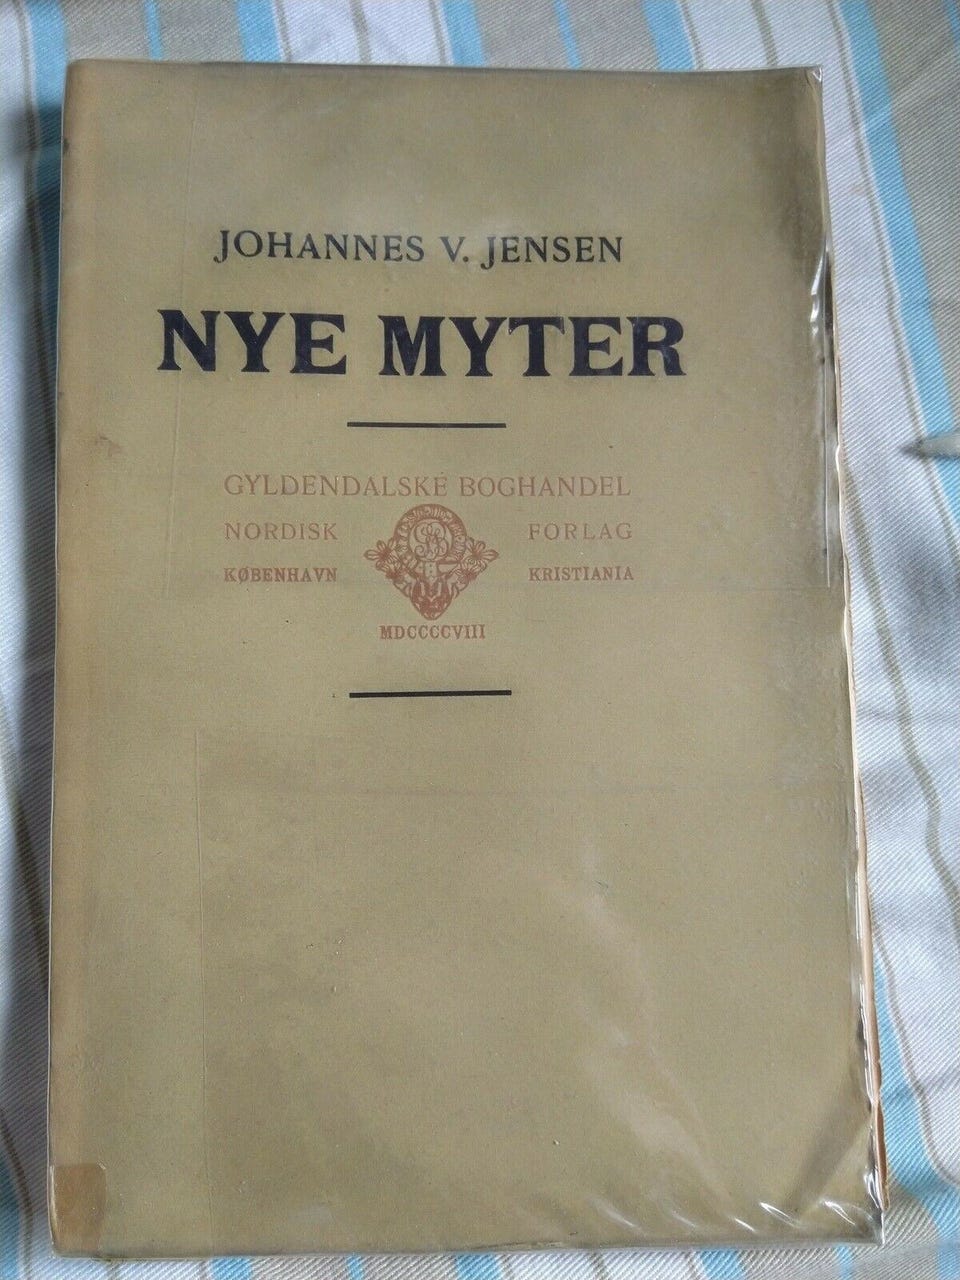 JOHANNES V. JENSEN
NYE MYTER
GYLDENDALSKE BOGHANDEL
NORDISK FORLAG
KØBENHAVN KRISTIANIA
MDCCCCVIII